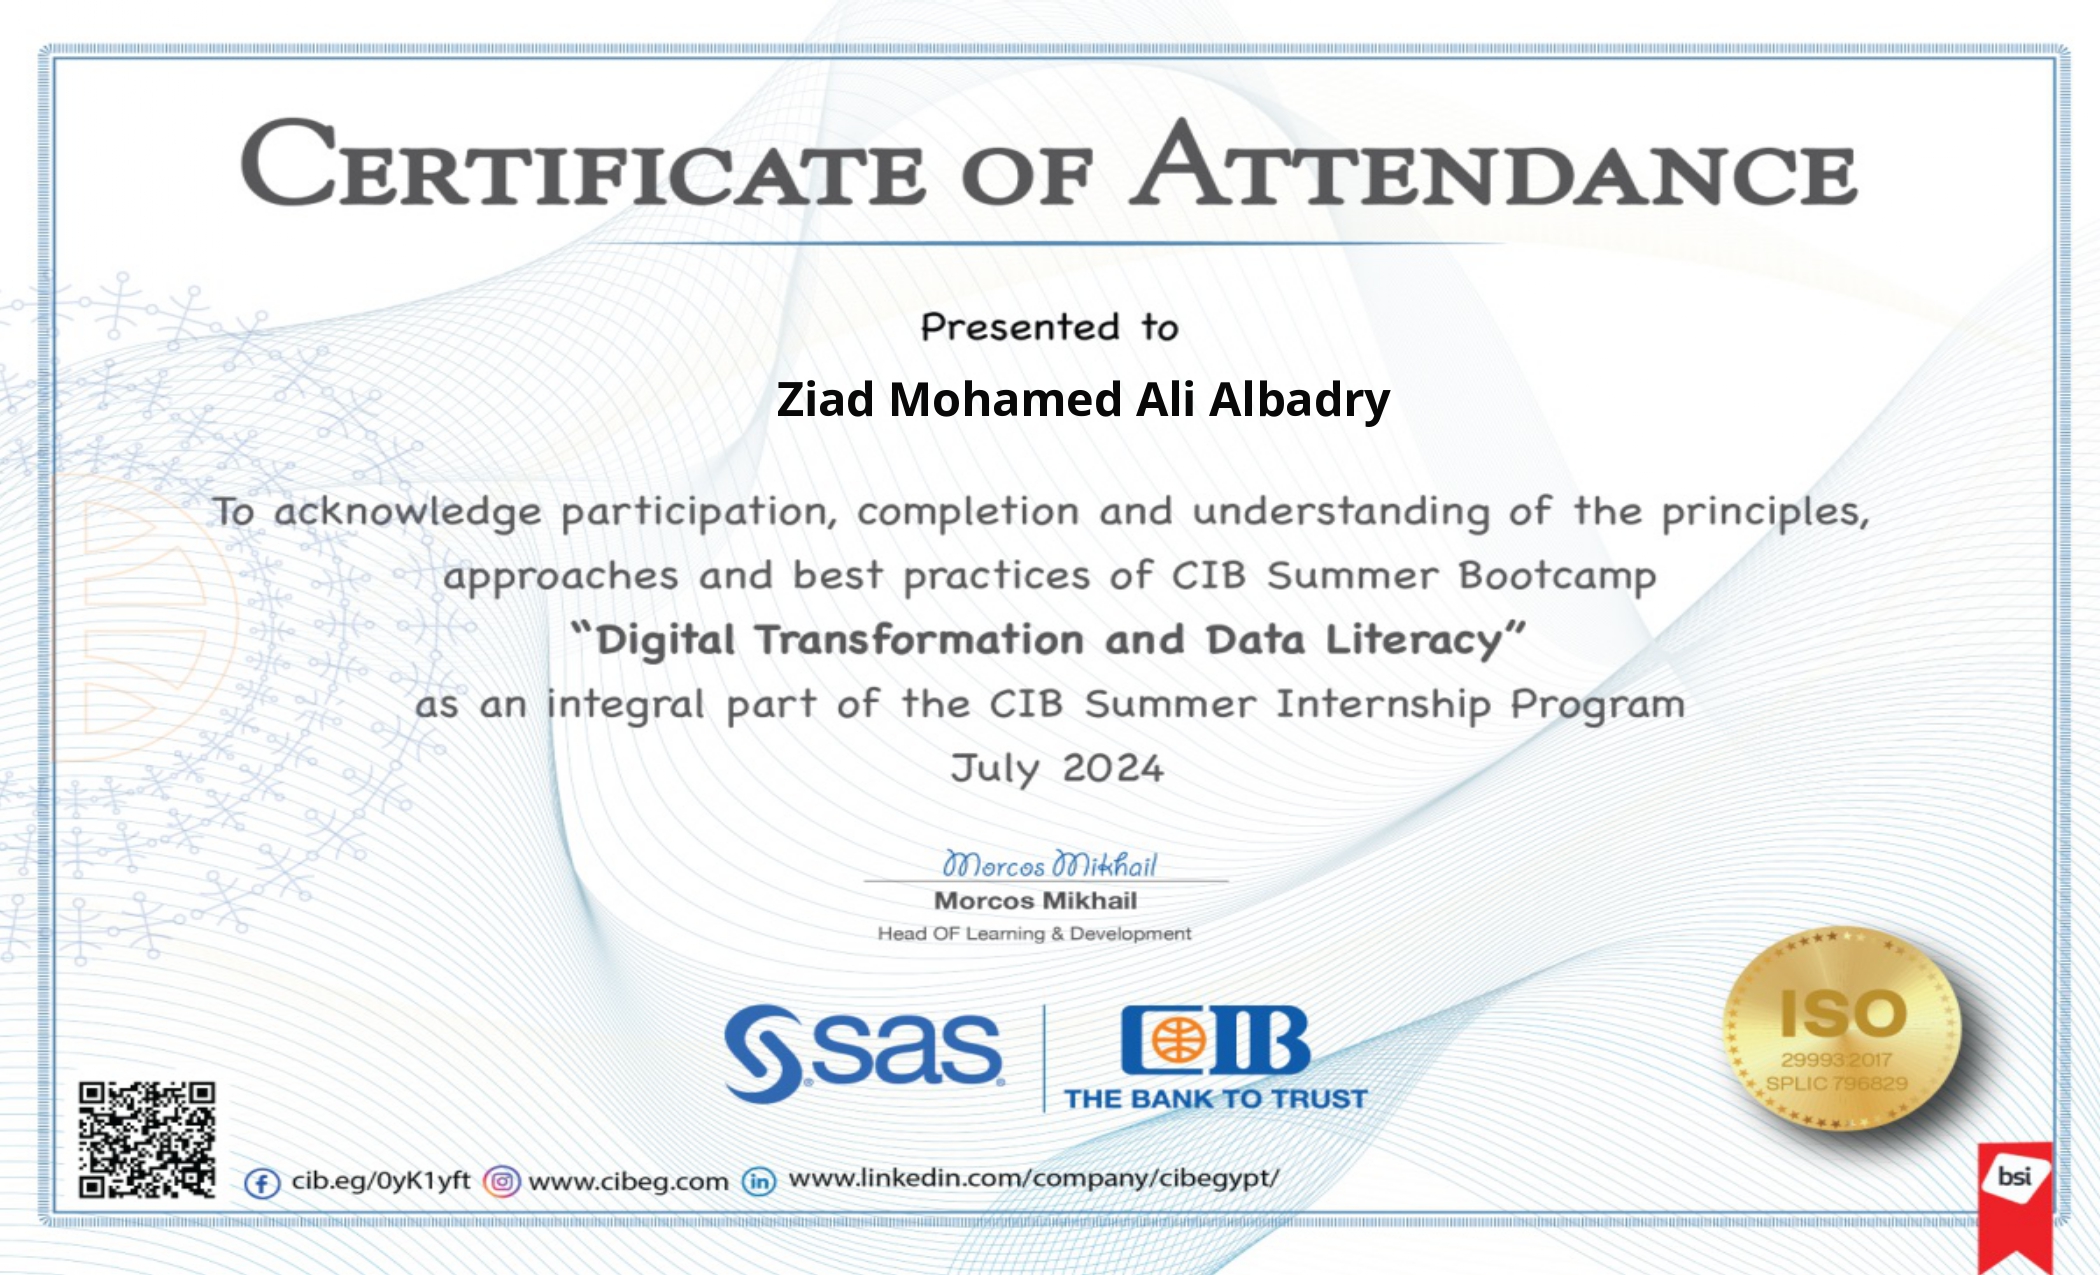 CERTIFICATE OF ATTENDANCE
Presented to
Ziad Mohamed Ali Albadry
To acknowledge participation, completion and understanding of the principles,
approaches and best practices of CIB Summer Bootcamp
“Digital Transformation and Data Literacy”
as an integral part of the CIB Summer Internship Program
July 2024
Morcos Mikhail
Morcos Mikhail
Head OF Learning & Development
sas
CIB
THE BANK TO TRUST
ISO
29993:2017
SPLIC 796829
bsi
cib.eg/0yK1yft www.cibeg.com www.linkedin.com/company/cibegypt/